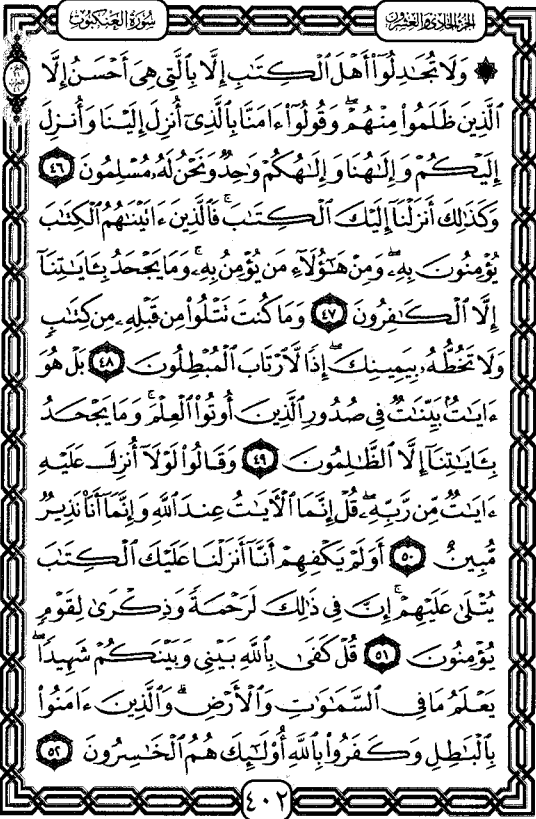 الجزء الحادي والعشرون
سورة العنكبوت
۞ وَلَا تُجَٰدِلُوٓا۟ أَهْلَ ٱلْكِتَٰبِ إِلَّا بِٱلَّتِى هِىَ أَحْسَنُ إِلَّا
ٱلَّذِينَ ظَلَمُوا۟ مِنْهُمْ ۖ وَقُولُوٓا۟ ءَامَنَّا بِٱلَّذِىٓ أُنزِلَ إِلَيْنَا وَأُنزِلَ
إِلَيْكُمْ وَإِلَٰهُنَا وَإِلَٰهُكُمْ وَٰحِدٌ وَنَحْنُ لَهُۥ مُسْلِمُونَ ٤٦
وَكَذَٰلِكَ أَنزَلْنَآ إِلَيْكَ ٱلْكِتَٰبَ ۚ فَٱلَّذِينَ ءَاتَيْنَٰهُمُ ٱلْكِتَٰبَ
يُؤْمِنُونَ بِهِۦ ۖ وَمِنْ هَٰٓؤُلَآءِ مَن يُؤْمِنُ بِهِۦ ۚ وَمَا يَجْحَدُ بِـَٔايَٰتِنَآ
إِلَّا ٱلْكَٰفِرُونَ ٤٧ وَمَا كُنتَ تَتْلُوا۟ مِن قَبْلِهِۦ مِن كِتَٰبٍ
وَلَا تَخُطُّهُۥ بِيَمِينِكَ ۖ إِذًا لَّٱرْتَابَ ٱلْمُبْطِلُونَ ٤٨ بَلْ هُوَ
ءَايَٰتٌۢ بَيِّنَٰتٌ فِى صُدُورِ ٱلَّذِينَ أُوتُوا۟ ٱلْعِلْمَ ۚ وَمَا يَجْحَدُ
بِـَٔايَٰتِنَآ إِلَّا ٱلظَّٰلِمُونَ ٤٩ وَقَالُوا۟ لَوْلَآ أُنزِلَ عَلَيْهِ
ءَايَٰتٌ مِّن رَّبِّهِۦ ۖ قُلْ إِنَّمَا ٱلْءَايَٰتُ عِندَ ٱللَّهِ وَإِنَّمَآ أَنَا۠ نَذِيرٌ
مُّبِينٌ ٥٠ أَوَلَمْ يَكْفِهِمْ أَنَّآ أَنزَلْنَا عَلَيْكَ ٱلْكِتَٰبَ
يُتْلَىٰ عَلَيْهِمْ ۚ إِنَّ فِى ذَٰلِكَ لَرَحْمَةً وَذِكْرَىٰ لِقَوْمٍ
يُؤْمِنُونَ ٥١ قُلْ كَفَىٰ بِٱللَّهِ بَيْنِى وَبَيْنَكُمْ شَهِيدًا ۖ
يَعْلَمُ مَا فِى ٱلسَّمَٰوَٰتِ وَٱلْأَرْضِ ۗ وَٱلَّذِينَ ءَامَنُوا۟
بِٱلْبَٰطِلِ وَكَفَرُوا۟ بِٱللَّهِ أُو۟لَٰٓئِكَ هُمُ ٱلْخَٰسِرُونَ ٥٢
٤٠٢